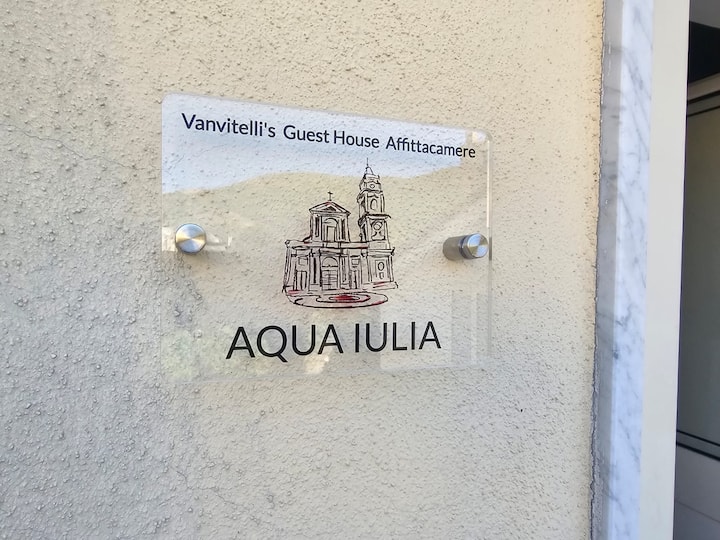 Vanvitelli's Guest House Affittacamere
AQUA IULIA